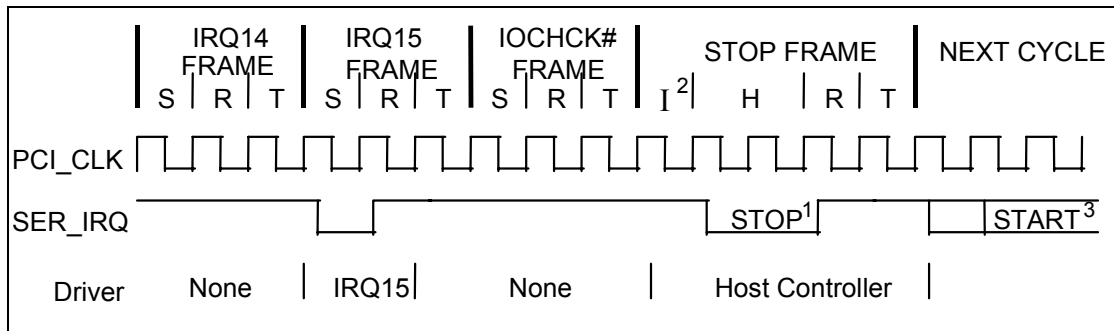 IRQ14 FRAME IRQ15 FRAME IOCHCK# FRAME STOP FRAME NEXT CYCLE
S R T S R T S R T I 2 H R T
PCI_CLK
SER_IRQ STOP1 START3
Driver None IRQ15 None Host Controller